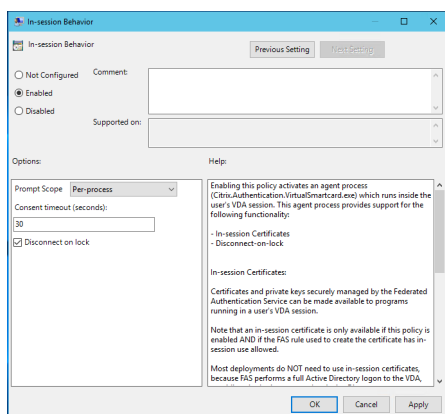 In-session Behavior
In-session Behavior
Previous Setting
Next Setting
Not Configured
Comment:
Enabled
Disabled
Supported on:
Options:
Help:
Prompt Scope
Per-process
Consent timeout (seconds):
30
Disconnect on lock
Enabling this policy activates an agent process
(Citrix.Authentication.VirtualSmartcard.exe) which runs inside the
user's VDA session. This agent process provides support for the
following functionality:
- In-session Certificates
- Disconnect-on-lock
In-session Certificates:
Certificates and private keys securely managed by the Federated
Authentication Service can be made available to programs
running in a user's VDA session.
Note that an in-session certificate is only available if this policy is
enabled AND if the FAS rule used to create the certificate has in-
session use allowed.
Most deployments do NOT need to use in-session certificates,
because FAS performs a full Active Directory logon to the VDA,
OK
Cancel
Apply